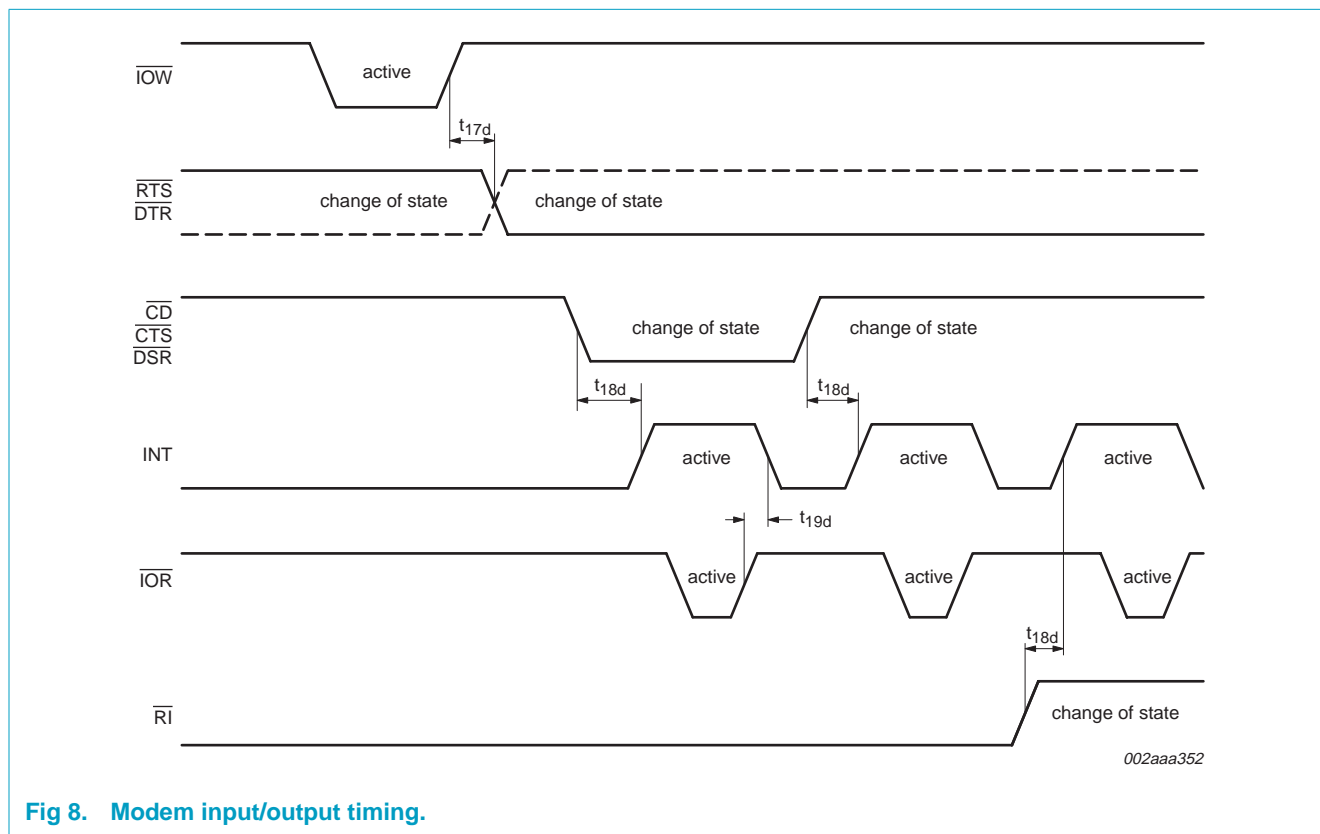 IOW
active
t17d
RTS
DTR
change of state
change of state
CD
CTS
DSR
change of state
change of state
t18d
t18d
INT
active
active
active
t19d
IOR
active
active
active
t18d
RI
change of state
002aaa352
Fig 8. Modem input/output timing.